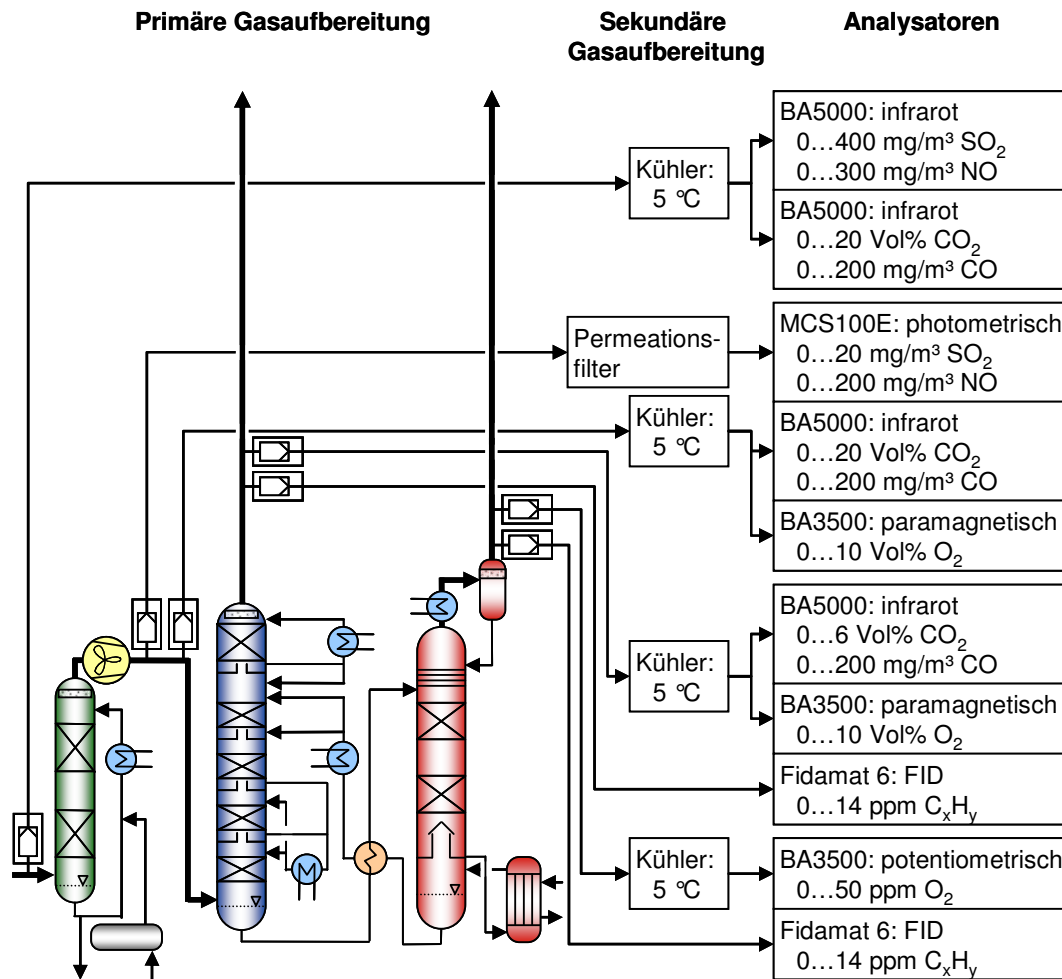 Primäre Gasaufbereitung
Sekundäre
Gasaufbereitung
Analysatoren
Kühler:
5 °C
BA5000: infrarot
0…400 mg/m³ SO₂
0…300 mg/m³ NO
BA5000: infrarot
0…20 Vol% CO₂
0…200 mg/m³ CO
Permeations-
filter
MCS100E: photometrisch
0…20 mg/m³ SO₂
0…200 mg/m³ NO
Kühler:
5 °C
BA5000: infrarot
0…20 Vol% CO₂
0…200 mg/m³ CO
BA3500: paramagnetisch
0…10 Vol% O₂
Kühler:
5 °C
BA5000: infrarot
0…6 Vol% CO₂
0…200 mg/m³ CO
BA3500: paramagnetisch
0…10 Vol% O₂
Fidamat 6: FID
0…14 ppm CₓHᵧ
Kühler:
5 °C
BA3500: potentiometrisch
0…50 ppm O₂
Fidamat 6: FID
0…14 ppm CₓHᵧ